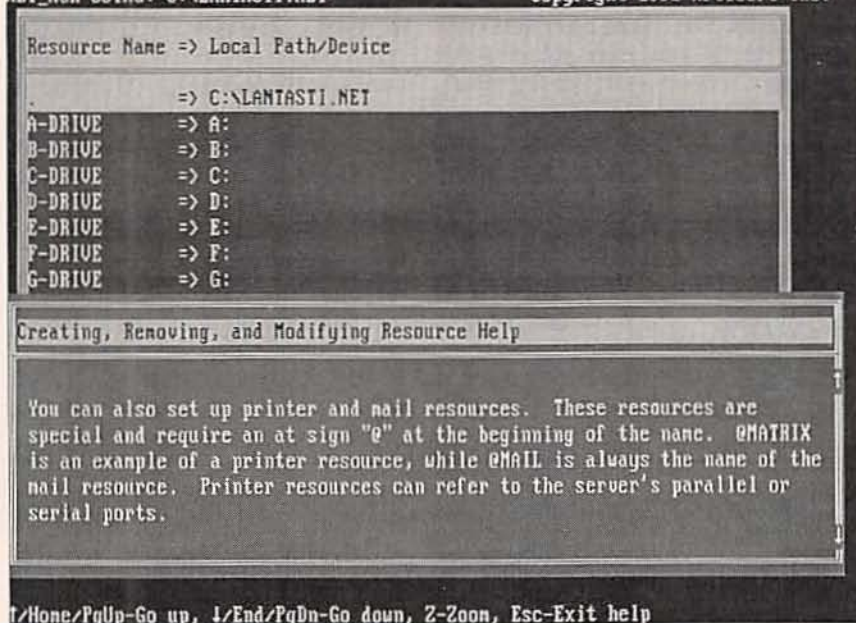 Resource Name => Local Path/Device
. => C:\LANTASTI.NET
A-DRIVE => A:
B-DRIVE => B:
C-DRIVE => C:
D-DRIVE => D:
E-DRIVE => E:
F-DRIVE => F:
G-DRIVE => G:
Creating, Removing, and Modifying Resource Help
You can also set up printer and mail resources. These resources are
special and require an at sign "@" at the beginning of the name. @MATRIX
is an example of a printer resource, while @MAIL is always the name of the
mail resource. Printer resources can refer to the server's parallel or
serial ports.
↑/Home/PgUp-Go up, ↓/End/PgDn-Go down, Z-Zoom, Esc-Exit help